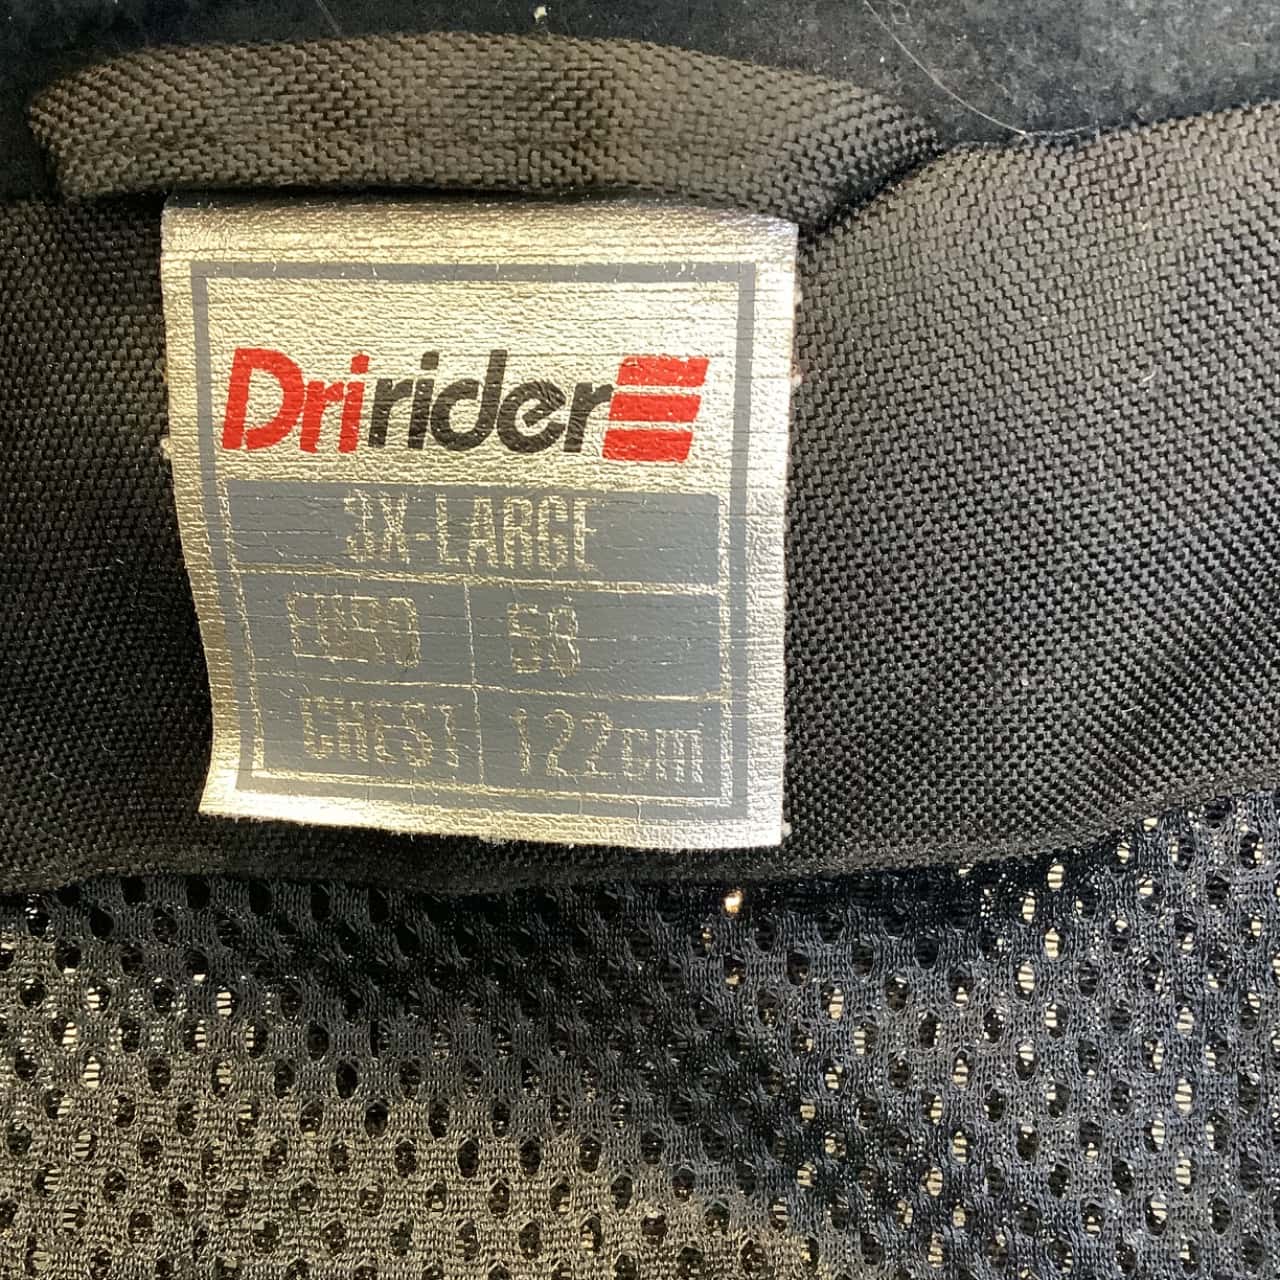 Dririder
3X-LARGE
EURO 58
CHEST 122cm